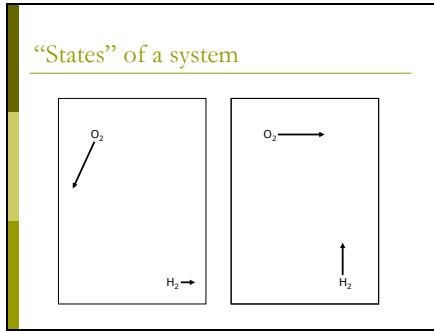 “States” of a system
O₂
O₂
H₂
H₂